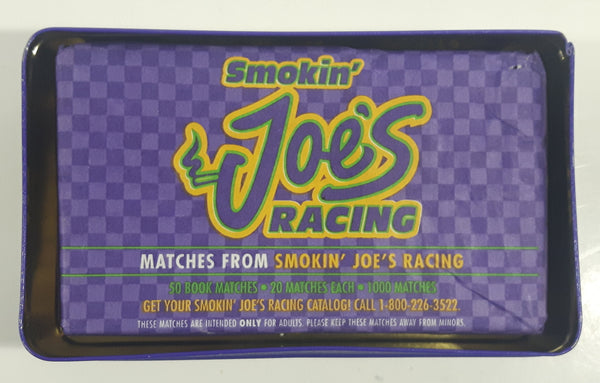 Smokin'
Joe's
RACING
MATCHES FROM SMOKIN' JOE'S RACING
50 BOOK MATCHES • 20 MATCHES EACH • 1000 MATCHES
GET YOUR SMOKIN' JOE'S RACING CATALOG! CALL 1-800-226-3522.
THESE MATCHES ARE INTENDED ONLY FOR ADULTS. PLEASE KEEP THESE MATCHES AWAY FROM MINORS.